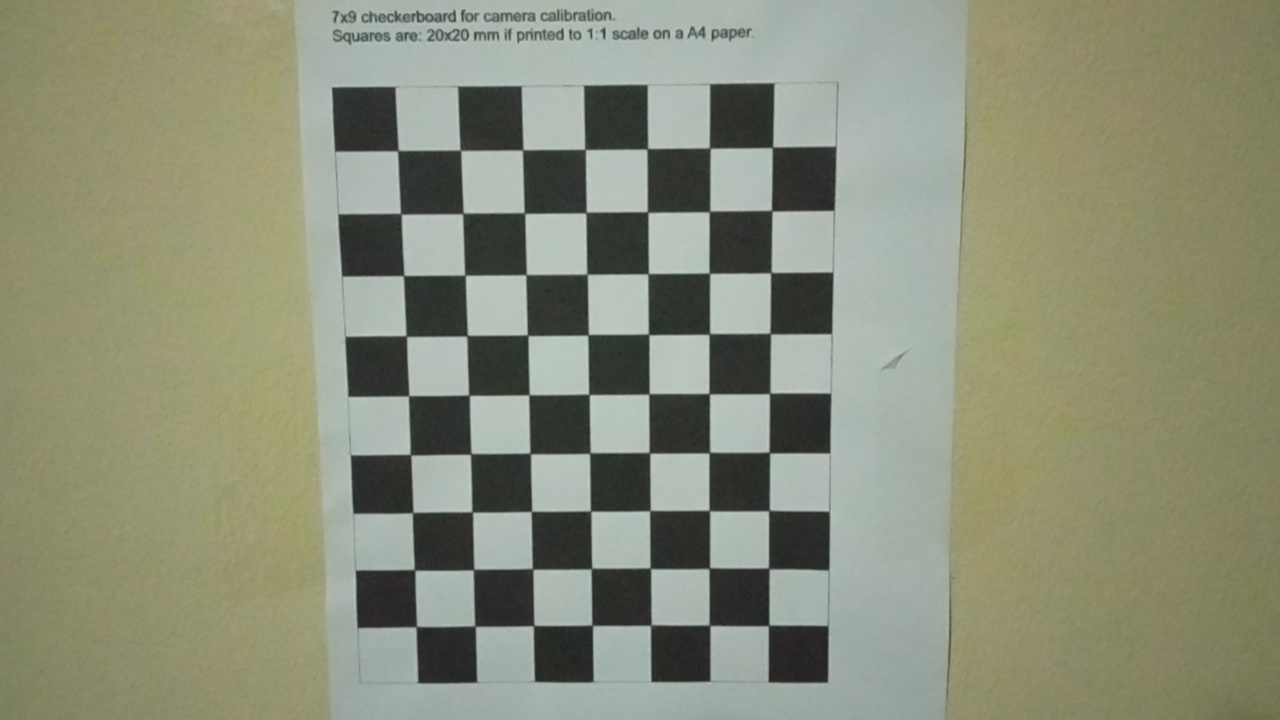 7x9 checkerboard for camera calibration.
Squares are: 20x20 mm if printed to 1:1 scale on a A4 paper.